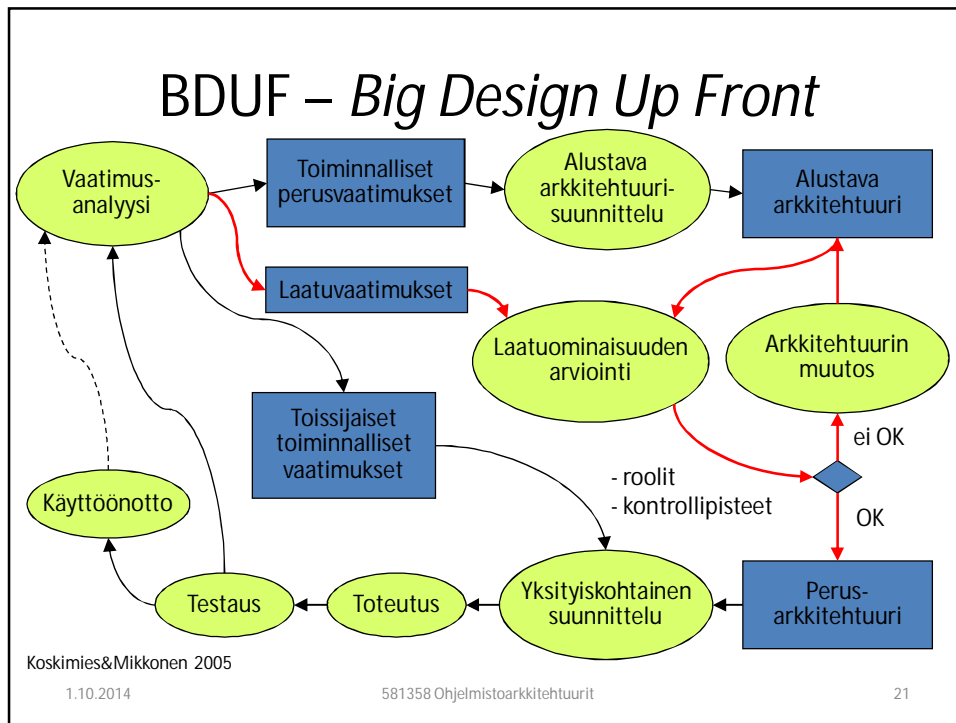 BDUF – Big Design Up Front
Vaatimus-
analyysi
Toiminnalliset
perusvaatimukset
Alustava
arkkitehtuuri-
suunnittelu
Alustava
arkkitehtuuri
Laatuvaatimukset
Laatuominaisuuden
arviointi
Arkkitehtuurin
muutos
Toissijaiset
toiminnalliset
vaatimukset
ei OK
- roolit
- kontrollipisteet
OK
Käyttöönotto
Testaus
Toteutus
Yksityiskohtainen
suunnittelu
Perus-
arkkitehtuuri
Koskimies&Mikkonen 2005
1.10.2014
581358 Ohjelmistoarkkitehtuurit
21